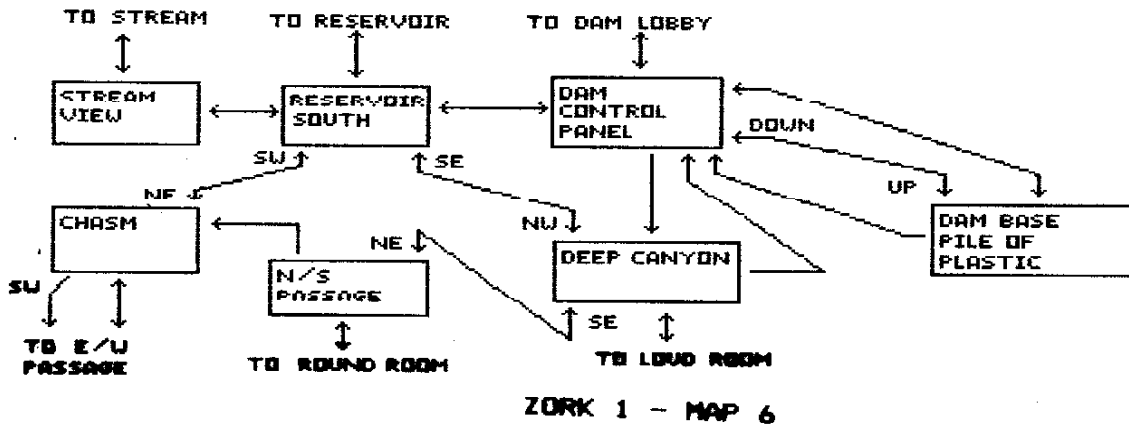 TO STREAM
TO RESERVOIR
TO DAM LOBBY
STREAM
VIEW
RESERVOIR
SOUTH
DAM
CONTROL
PANEL
DOWN
SW
SE
UP
NE
CHASM
NE
NW
DAM BASE
PILE OF
PLASTIC
N/S
PASSAGE
DEEP CANYON
SW
SE
TO E/W
PASSAGE
TO ROUND ROOM
TO LOUD ROOM
ZORK 1 - MAP 6